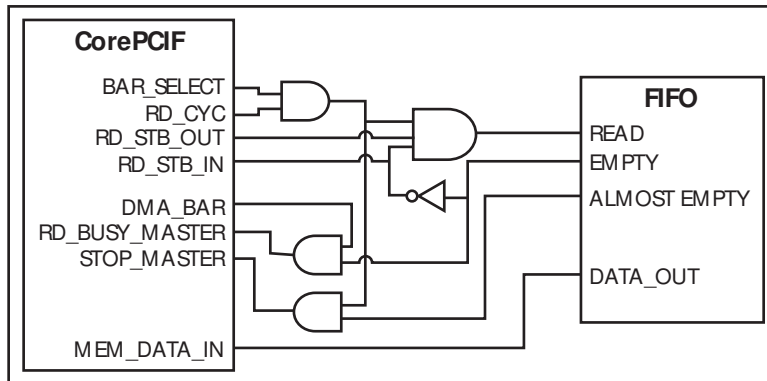 CorePCIF
BAR_SELECT
RD_CYC
RD_STB_OUT
RD_STB_IN
DMA_BAR
RD_BUSY_MASTER
STOP_MASTER
MEM_DATA_IN
FIFO
READ
EMPTY
ALMOST EMPTY
DATA_OUT